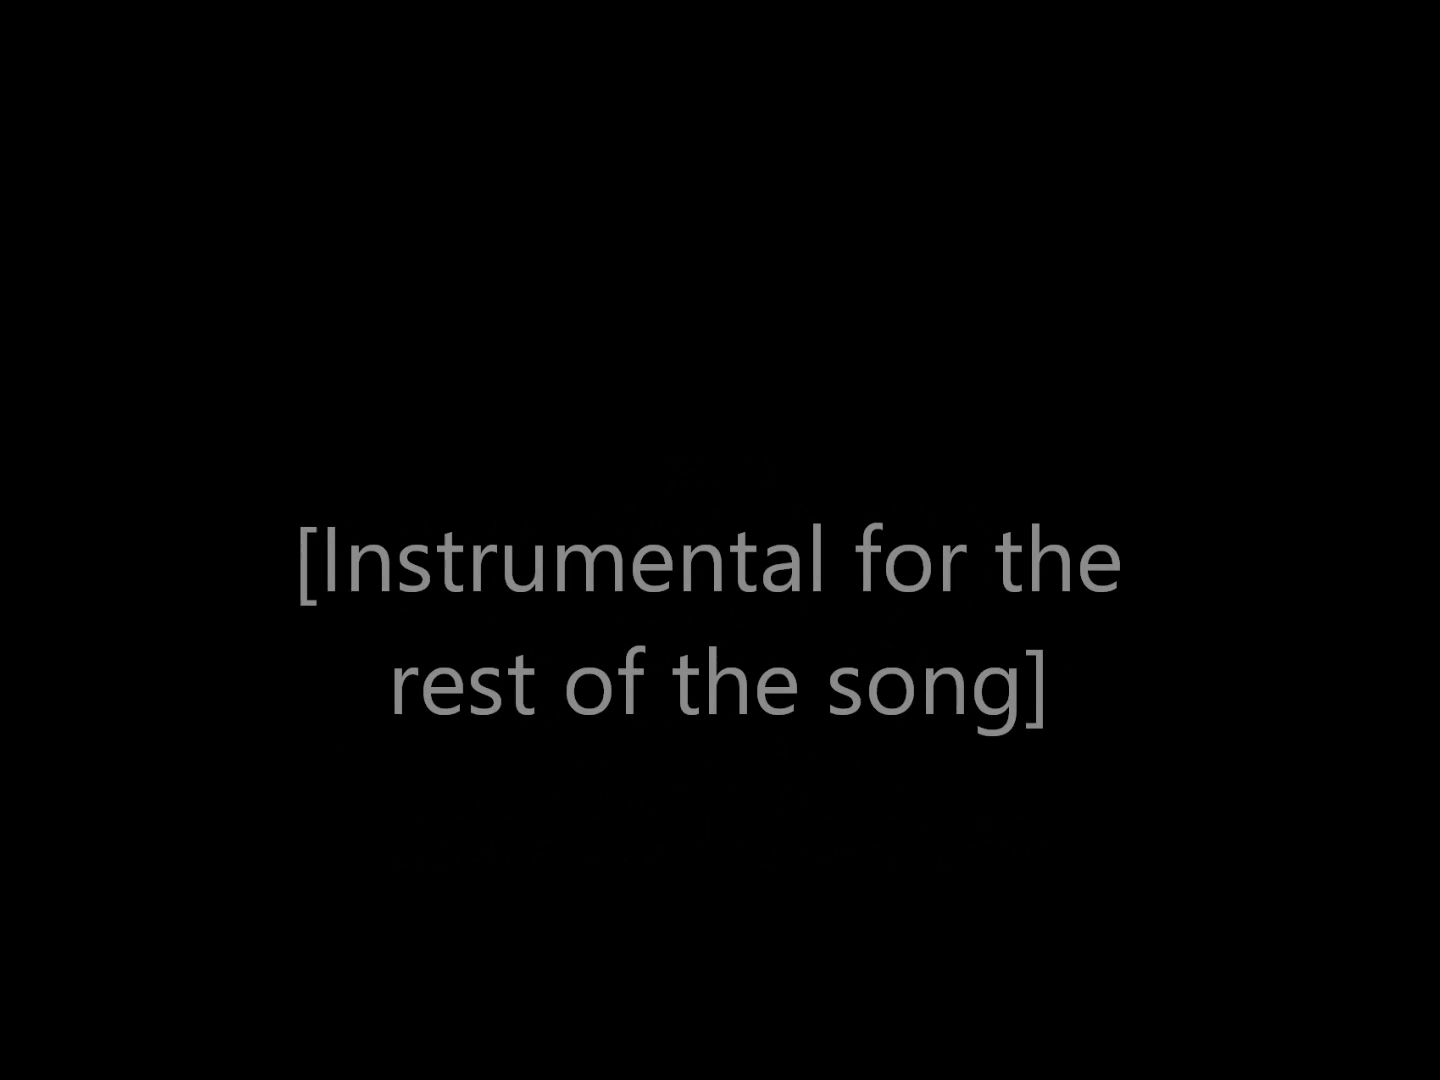 [Instrumental for the
rest of the song]